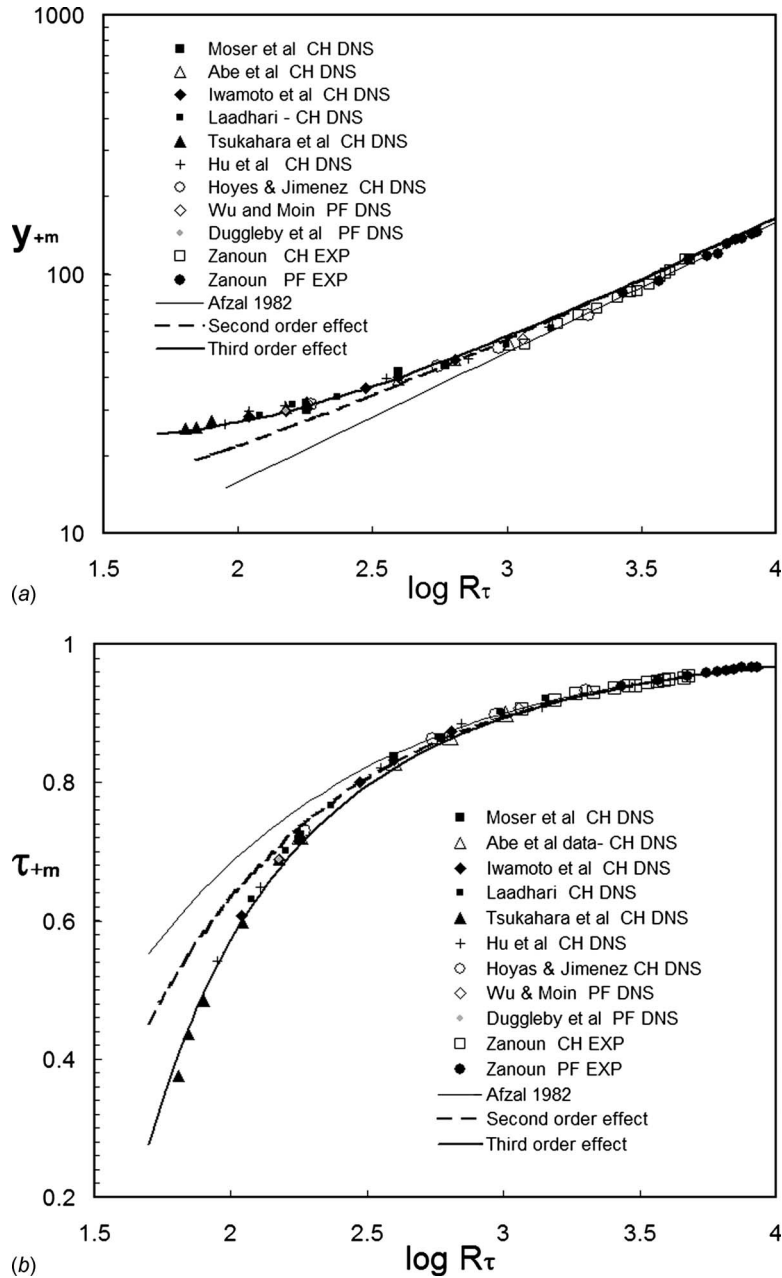 1000
Moser et al CH DNS
Abe et al CH DNS
Iwamoto et al CH DNS
Laadhari - CH DNS
Tsukahara et al CH DNS
Hu et al CH DNS
Hoyes & Jimenez CH DNS
Wu and Moin PF DNS
Duggleby et al PF DNS
Zanoun CH EXP
Zanoun PF EXP
Afzal 1982
Second order effect
Third order effect
y+m
100
10
1.5 2 2.5 3 3.5 4
log Rτ
(a)
1
0.8
Moser et al CH DNS
Abe et al data- CH DNS
Iwamoto et al CH DNS
Laadhari CH DNS
Tsukahara et al CH DNS
Hu et al CH DNS
Hoyas & Jimenez CH DNS
Wu & Moin PF DNS
Duggleby et al PF DNS
Zanoun CH EXP
Zanoun PF EXP
Afzal 1982
Second order effect
Third order effect
τ+m
0.6
0.4
0.2
1.5 2 2.5 3 3.5 4
log Rτ
(b)